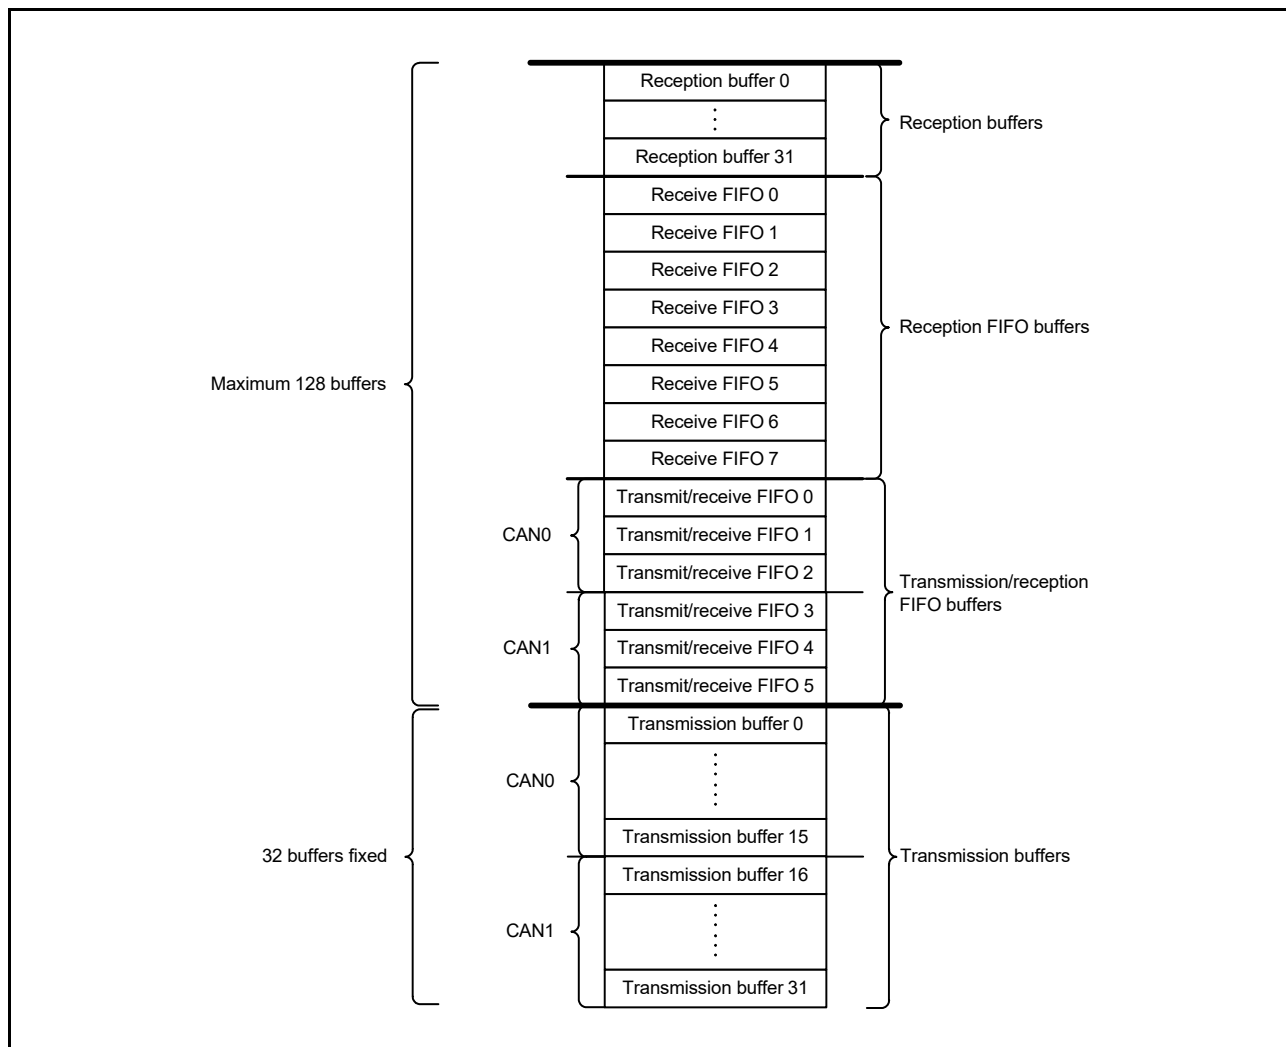 Reception buffer 0
Reception buffers
Reception buffer 31
Receive FIFO 0
Receive FIFO 1
Receive FIFO 2
Receive FIFO 3
Reception FIFO buffers
Receive FIFO 4
Maximum 128 buffers
Receive FIFO 5
Receive FIFO 6
Receive FIFO 7
Transmit/receive FIFO 0
CAN0
Transmit/receive FIFO 1
Transmit/receive FIFO 2
Transmission/reception
FIFO buffers
Transmit/receive FIFO 3
CAN1
Transmit/receive FIFO 4
Transmit/receive FIFO 5
Transmission buffer 0
CAN0
Transmission buffer 15
32 buffers fixed
Transmission buffers
Transmission buffer 16
CAN1
Transmission buffer 31